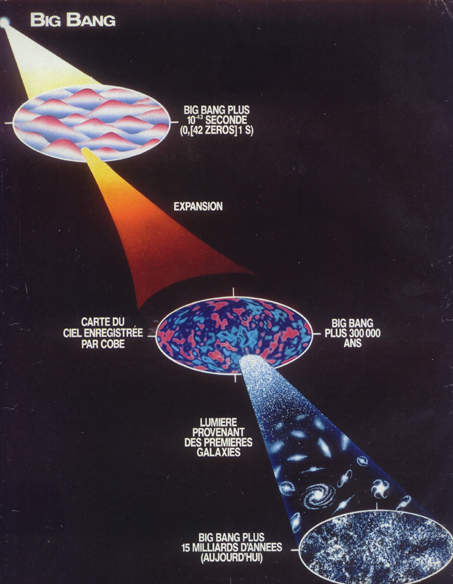 BIG BANG
BIG BANG PLUS
10⁻⁴³ SECONDE
(0,[42 ZEROS]1 S)
EXPANSION
CARTE DU
CIEL ENREGISTRÉE
PAR COBE
BIG BANG
PLUS 300 000
ANS
LUMIERE
PROVENANT
DES PREMIERES
GALAXIES
BIG BANG PLUS
15 MILLIARDS D'ANNEES
(AUJOURD'HUI)